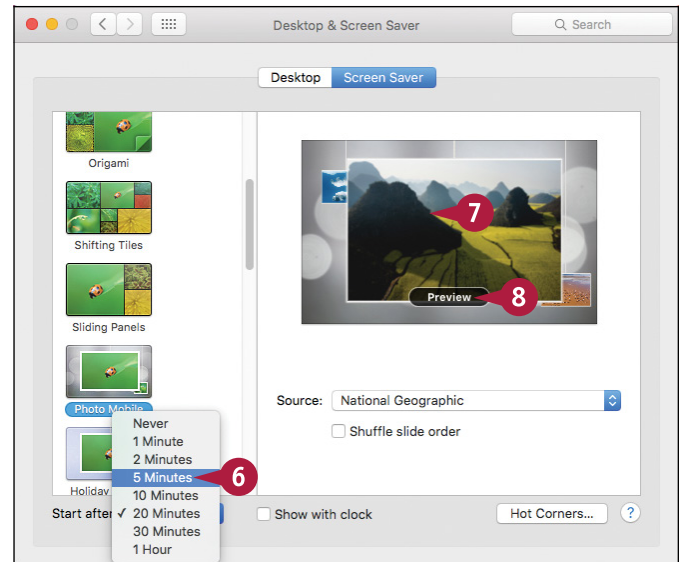 Desktop & Screen Saver
Search
Desktop
Screen Saver
Origami
Shifting Tiles
Sliding Panels
Photo Mobile
Holiday
7
Preview
8
Source:
National Geographic
Shuffle slide order
Never
1 Minute
2 Minutes
5 Minutes
6
10 Minutes
Start after
✓ 20 Minutes
30 Minutes
1 Hour
Show with clock
Hot Corners...
?